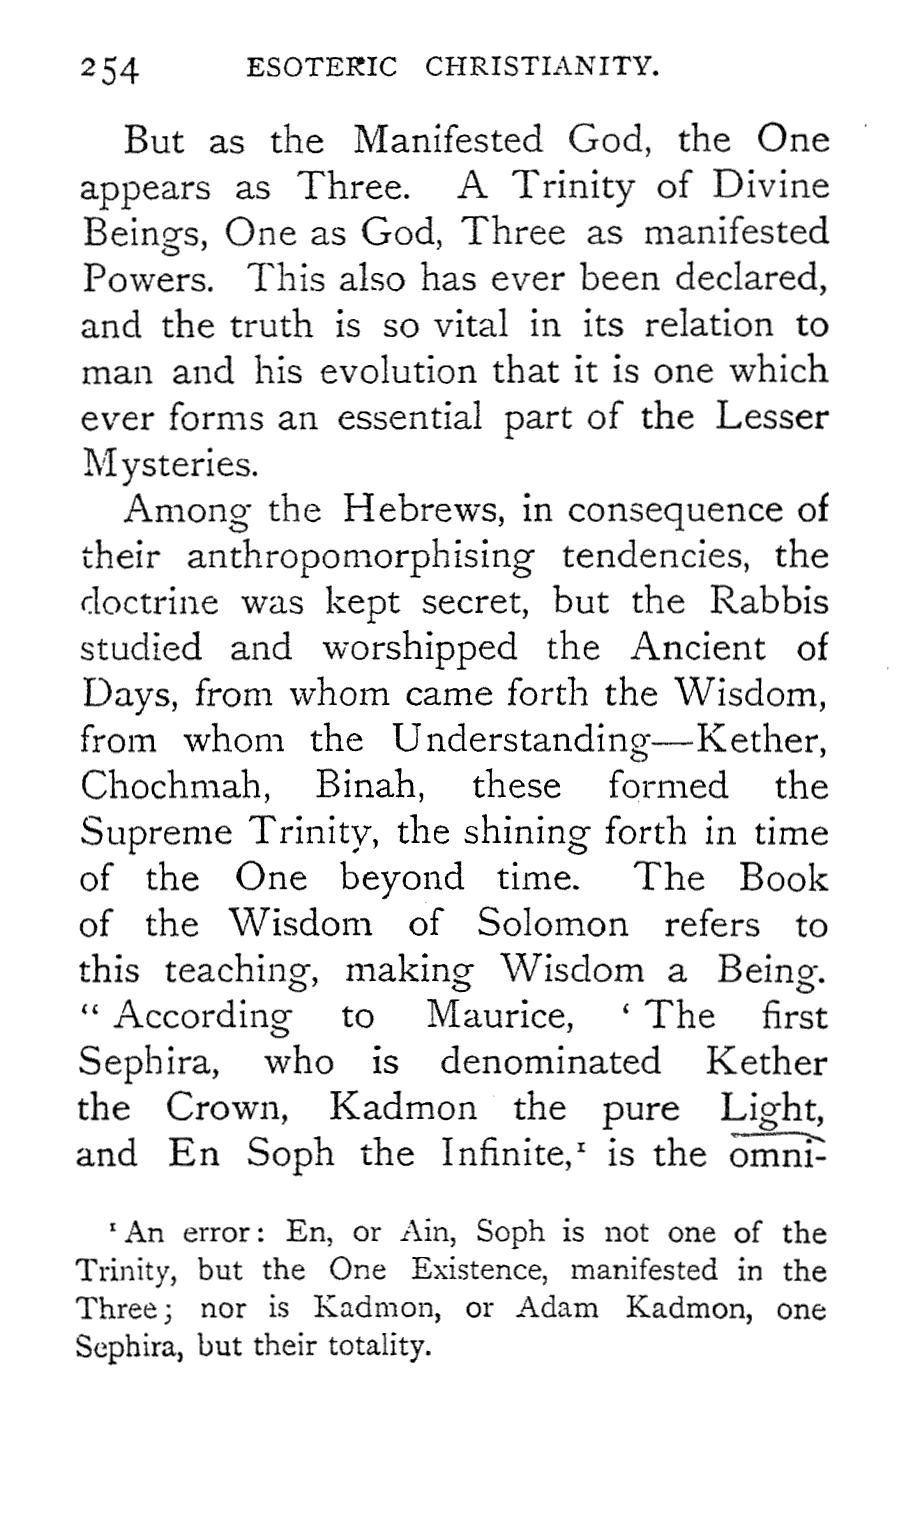 254 ESOTERIC CHRISTIANITY.
But as the Manifested God, the One
appears as Three. A Trinity of Divine
Beings, One as God, Three as manifested
Powers. This also has ever been declared,
and the truth is so vital in its relation to
man and his evolution that it is one which
ever forms an essential part of the Lesser
Mysteries.
Among the Hebrews, in consequence of
their anthropomorphising tendencies, the
doctrine was kept secret, but the Rabbis
studied and worshipped the Ancient of
Days, from whom came forth the Wisdom,
from whom the Understanding—Kether,
Chochmah, Binah, these formed the
Supreme Trinity, the shining forth in time
of the One beyond time. The Book
of the Wisdom of Solomon refers to
this teaching, making Wisdom a Being.
“ According to Maurice, ‘ The first
Sephira, who is denominated Kether
the Crown, Kadmon the pure Light,
and En Soph the Infinite,¹ is the omni-
¹ An error: En, or Ain, Soph is not one of the
Trinity, but the One Existence, manifested in the
Three; nor is Kadmon, or Adam Kadmon, one
Sephira, but their totality.